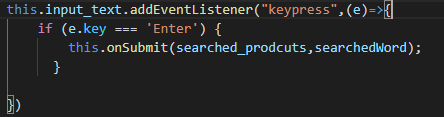 this.input_text.addEventListener("keypress",(e)=>{
if (e.key === 'Enter') {
this.onSubmit(searched_prodcuts,searchedWord);
}
})